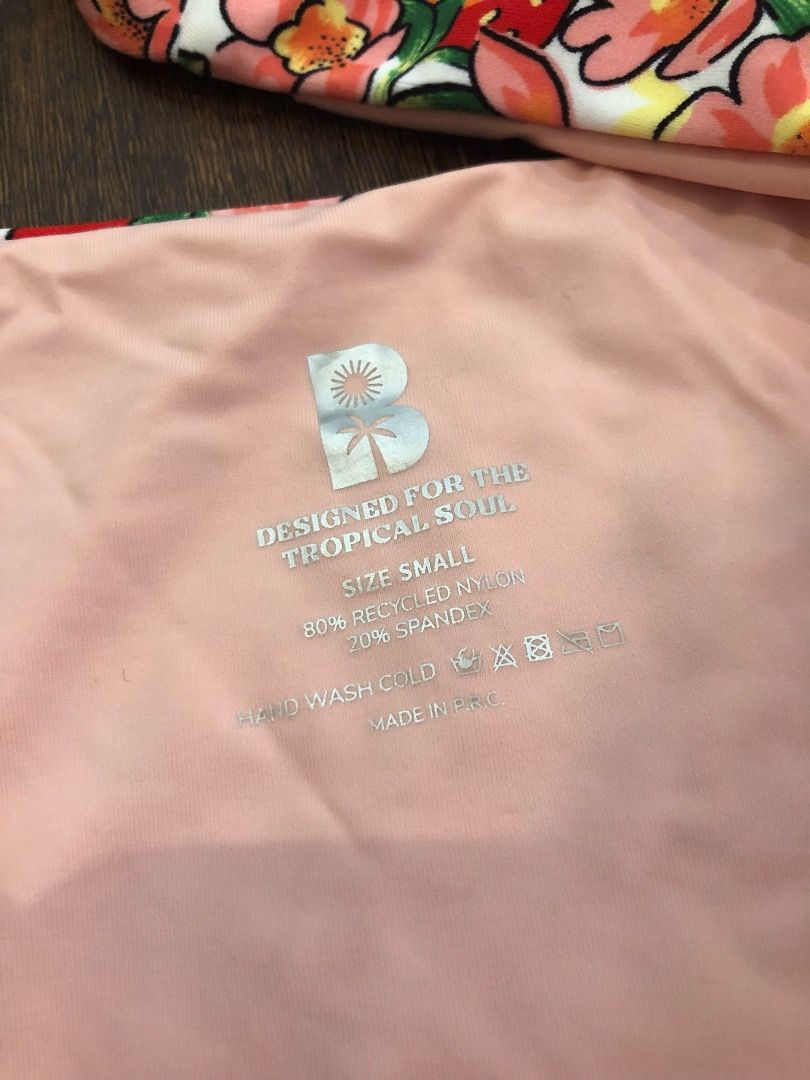 B
DESIGNED FOR THE
TROPICAL SOUL
SIZE SMALL
80% RECYCLED NYLON
20% SPANDEX
HAND WASH COLD
MADE IN P.R.C.